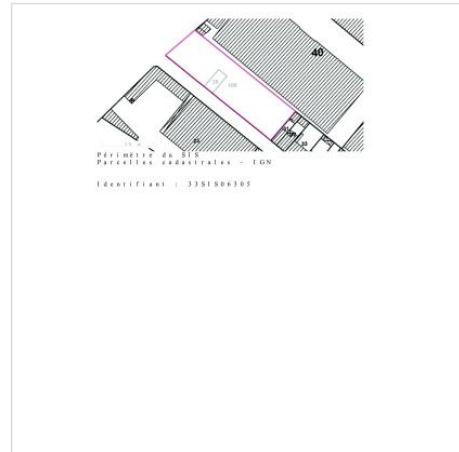 40
Périmètre du SIS
Parcelles cadastrales - IGN
Identifiant : 33SIS06305